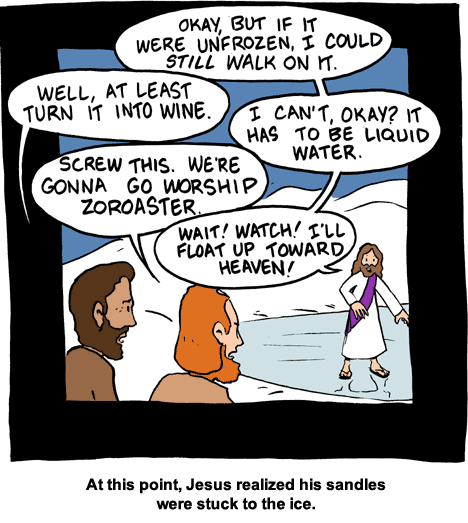 OKAY, BUT IF IT
WERE UNFROZEN, I COULD
STILL WALK ON IT.
WELL, AT LEAST
TURN IT INTO WINE.
I CAN'T, OKAY? IT
HAS TO BE LIQUID
WATER.
SCREW THIS. WE'RE
GONNA GO WORSHIP
ZOROASTER.
WAIT! WATCH! I'LL
FLOAT UP TOWARD
HEAVEN!
At this point, Jesus realized his sandles
were stuck to the ice.